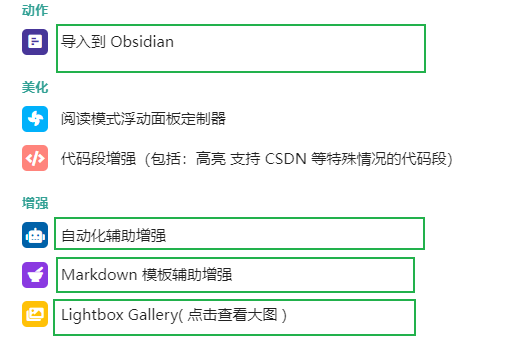 动作
导入到 Obsidian
美化
阅读模式浮动面板定制器
代码段增强（包括：高亮 支持 CSDN 等特殊情况的代码段）
增强
自动化辅助增强
Markdown 模板辅助增强
Lightbox Gallery( 点击查看大图 )